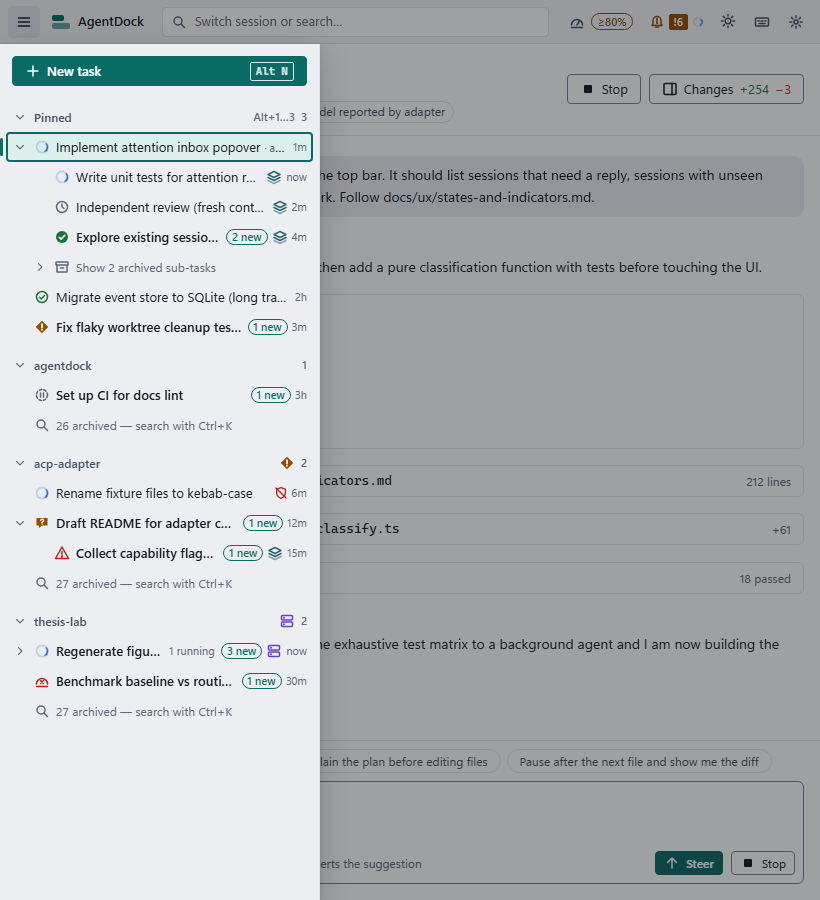 AgentDock
Switch session or search...
≥80%
!6
New task
Alt N
Stop
Changes +254 −3
Pinned
Alt+1...3 3
del reported by adapter
Implement attention inbox popover · a... 1m
Write unit tests for attention r... now
Independent review (fresh cont... 2m
Explore existing sessio... 2 new 4m
Show 2 archived sub-tasks
Migrate event store to SQLite (long tra... 2h
Fix flaky worktree cleanup tes... 1 new 3m
agentdock 1
Set up CI for docs lint 1 new 3h
26 archived — search with Ctrl+K
acp-adapter 2
Rename fixture files to kebab-case 6m
Draft README for adapter c... 1 new 12m
Collect capability flag... 1 new 15m
27 archived — search with Ctrl+K
thesis-lab 2
Regenerate figu... 1 running 3 new now
Benchmark baseline vs routi... 1 new 30m
27 archived — search with Ctrl+K
the top bar. It should list sessions that need a reply, sessions with unseen
rk. Follow docs/ux/states-and-indicators.md.
then add a pure classification function with tests before touching the UI.
icators.md 212 lines
classify.ts +61
18 passed
the exhaustive test matrix to a background agent and I am now building the
lain the plan before editing files
Pause after the next file and show me the diff
erts the suggestion
Steer
Stop